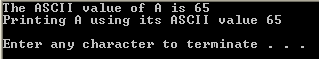 The ASCII value of A is 65
Printing A using its ASCII value 65
Enter any character to terminate . . .